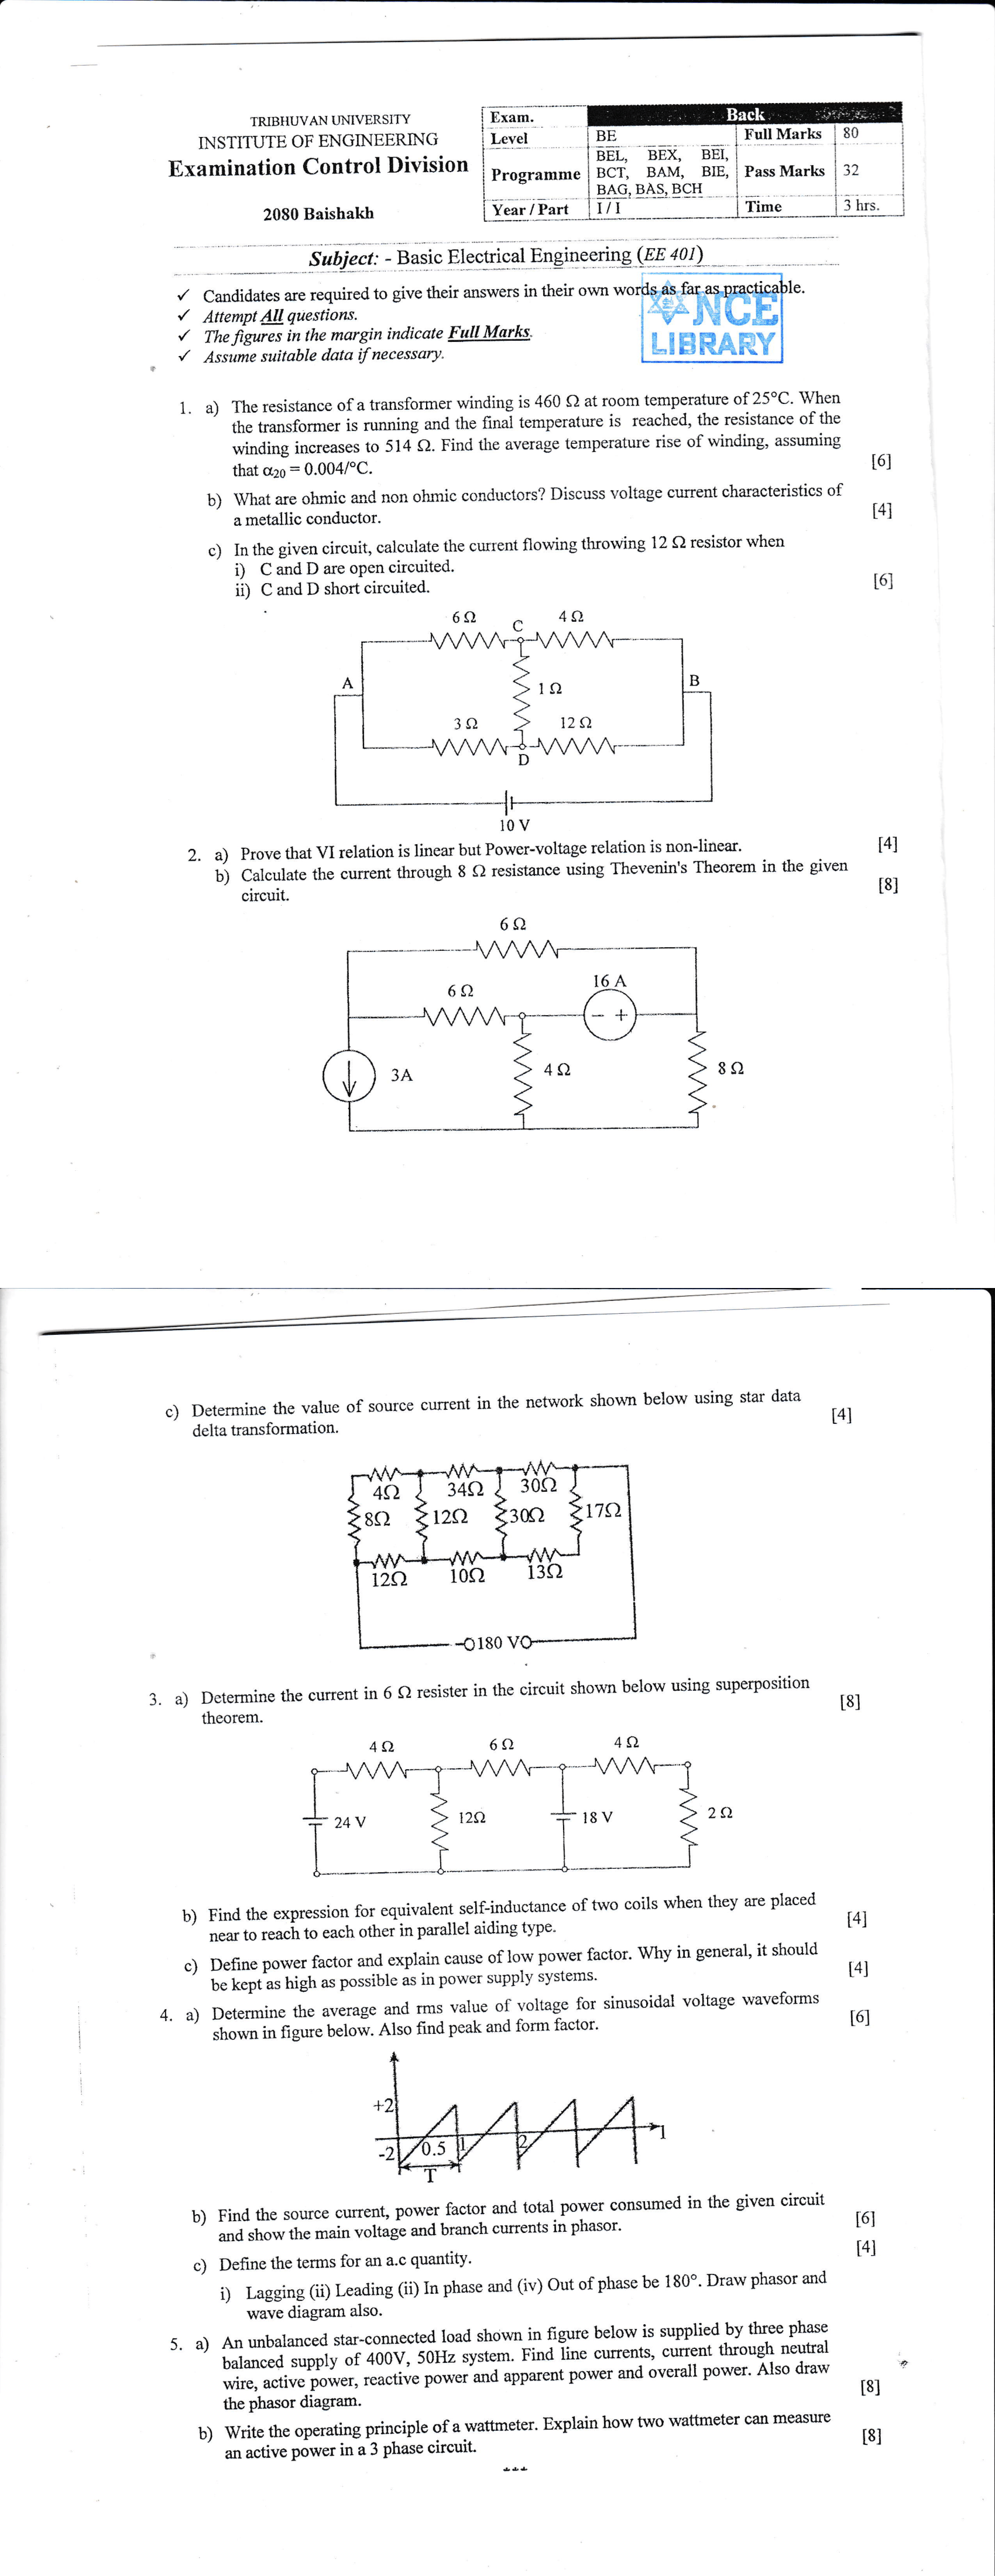 TRIBHUVAN UNIVERSITY
INSTITUTE OF ENGINEERING
Examination Control Division
2080 Baishakh
Exam. Back
Level BE Full Marks 80
Programme BEL, BEX, BEI, BCT, BAM, BIE, BAG, BAS, BCH Pass Marks 32
Year / Part I / I Time 3 hrs.
Subject: - Basic Electrical Engineering (EE 401)
✓ Candidates are required to give their answers in their own words as far as practicable.
✓ Attempt All questions.
✓ The figures in the margin indicate Full Marks.
✓ Assume suitable data if necessary.
NCE
LIBRARY
1. a) The resistance of a transformer winding is 460 Ω at room temperature of 25°C. When
the transformer is running and the final temperature is reached, the resistance of the
winding increases to 514 Ω. Find the average temperature rise of winding, assuming
that α20 = 0.004/°C. [6]
b) What are ohmic and non ohmic conductors? Discuss voltage current characteristics of
a metallic conductor. [4]
c) In the given circuit, calculate the current flowing throwing 12 Ω resistor when
i) C and D are open circuited.
ii) C and D short circuited. [6]
6 Ω C 4 Ω
A 1 Ω B
3 Ω 12 Ω
D
10 V
2. a) Prove that VI relation is linear but Power-voltage relation is non-linear. [4]
b) Calculate the current through 8 Ω resistance using Thevenin's Theorem in the given
circuit. [8]
6 Ω
6 Ω 16 A
− +
3A 4 Ω 8 Ω
c) Determine the value of source current in the network shown below using star data
delta transformation. [4]
4Ω 34Ω 30Ω
8Ω 12Ω 30Ω 17Ω
12Ω 10Ω 13Ω
180 V
3. a) Determine the current in 6 Ω resister in the circuit shown below using superposition
theorem. [8]
4 Ω 6 Ω 4 Ω
24 V 12Ω 18 V 2 Ω
b) Find the expression for equivalent self-inductance of two coils when they are placed
near to reach to each other in parallel aiding type. [4]
c) Define power factor and explain cause of low power factor. Why in general, it should
be kept as high as possible as in power supply systems. [4]
4. a) Determine the average and rms value of voltage for sinusoidal voltage waveforms
shown in figure below. Also find peak and form factor. [6]
+2
-2 0.5 1 2 1
T
b) Find the source current, power factor and total power consumed in the given circuit
and show the main voltage and branch currents in phasor. [6]
c) Define the terms for an a.c quantity. [4]
i) Lagging (ii) Leading (ii) In phase and (iv) Out of phase be 180°. Draw phasor and
wave diagram also.
5. a) An unbalanced star-connected load shown in figure below is supplied by three phase
balanced supply of 400V, 50Hz system. Find line currents, current through neutral
wire, active power, reactive power and apparent power and overall power. Also draw
the phasor diagram. [8]
b) Write the operating principle of a wattmeter. Explain how two wattmeter can measure
an active power in a 3 phase circuit. [8]
***